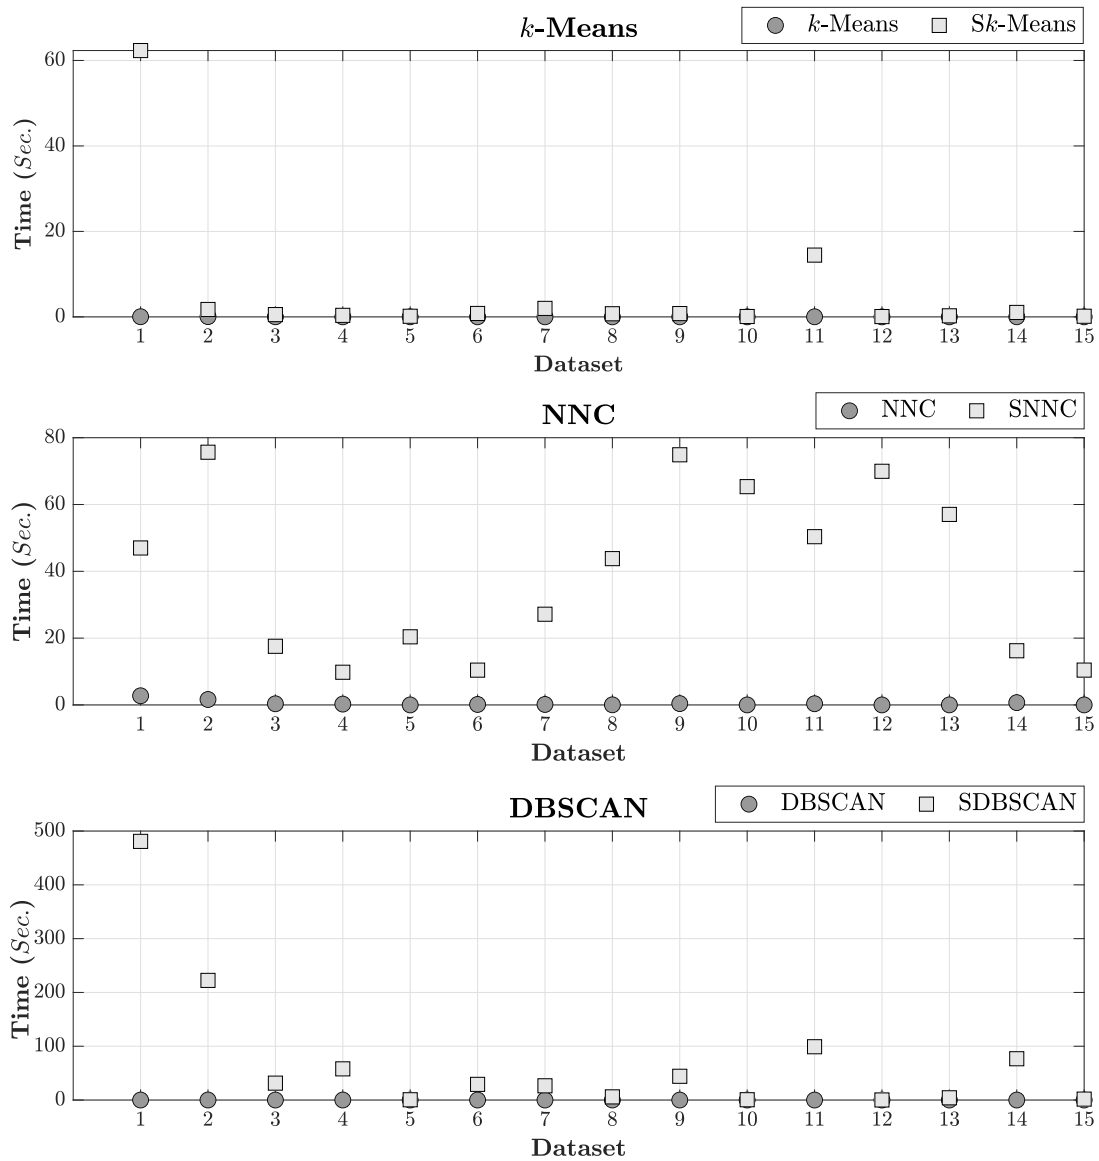 k-Means
k-Means Sk-Means
60
40
20
0
Time (Sec.)
1 2 3 4 5 6 7 8 9 10 11 12 13 14 15
Dataset
NNC
NNC SNNC
80
60
40
20
0
Time (Sec.)
1 2 3 4 5 6 7 8 9 10 11 12 13 14 15
Dataset
DBSCAN
DBSCAN SDBSCAN
500
400
300
200
100
0
Time (Sec.)
1 2 3 4 5 6 7 8 9 10 11 12 13 14 15
Dataset